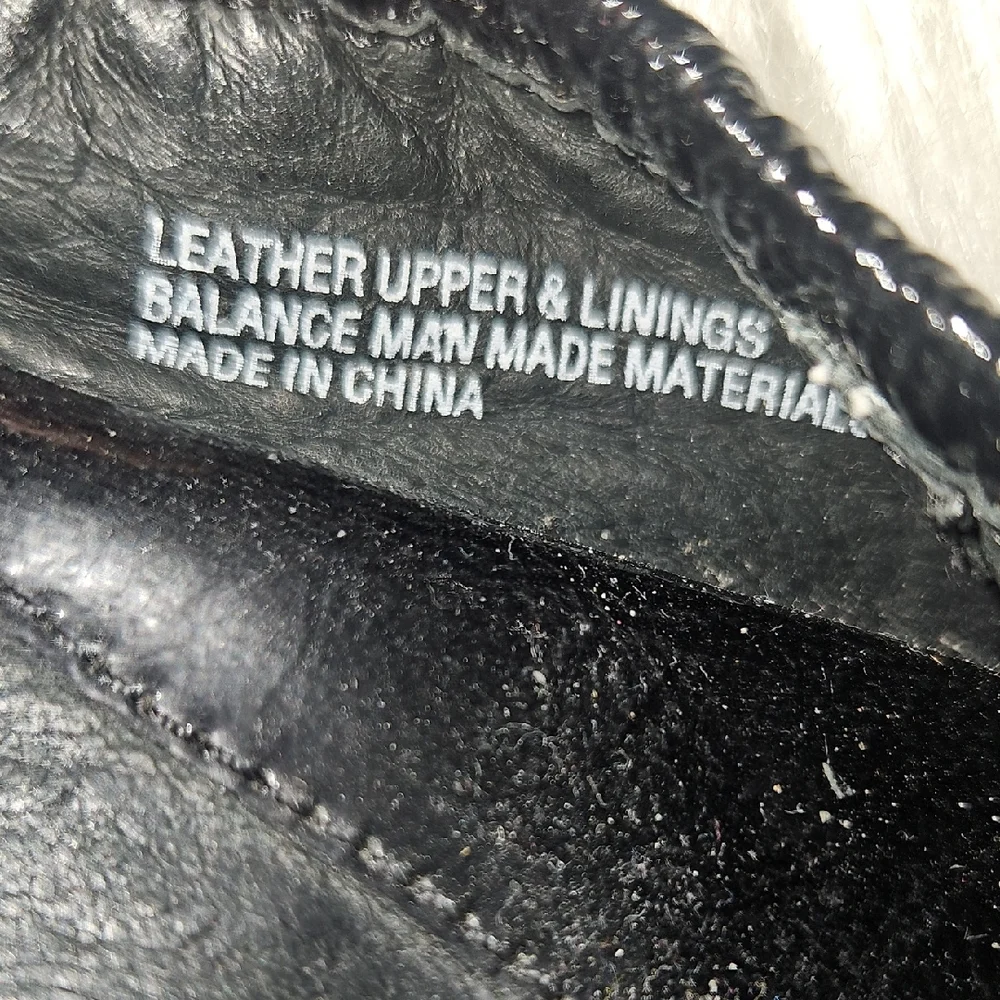 LEATHER UPPER & LININGS
BALANCE MAN MADE MATERIALS
MADE IN CHINA